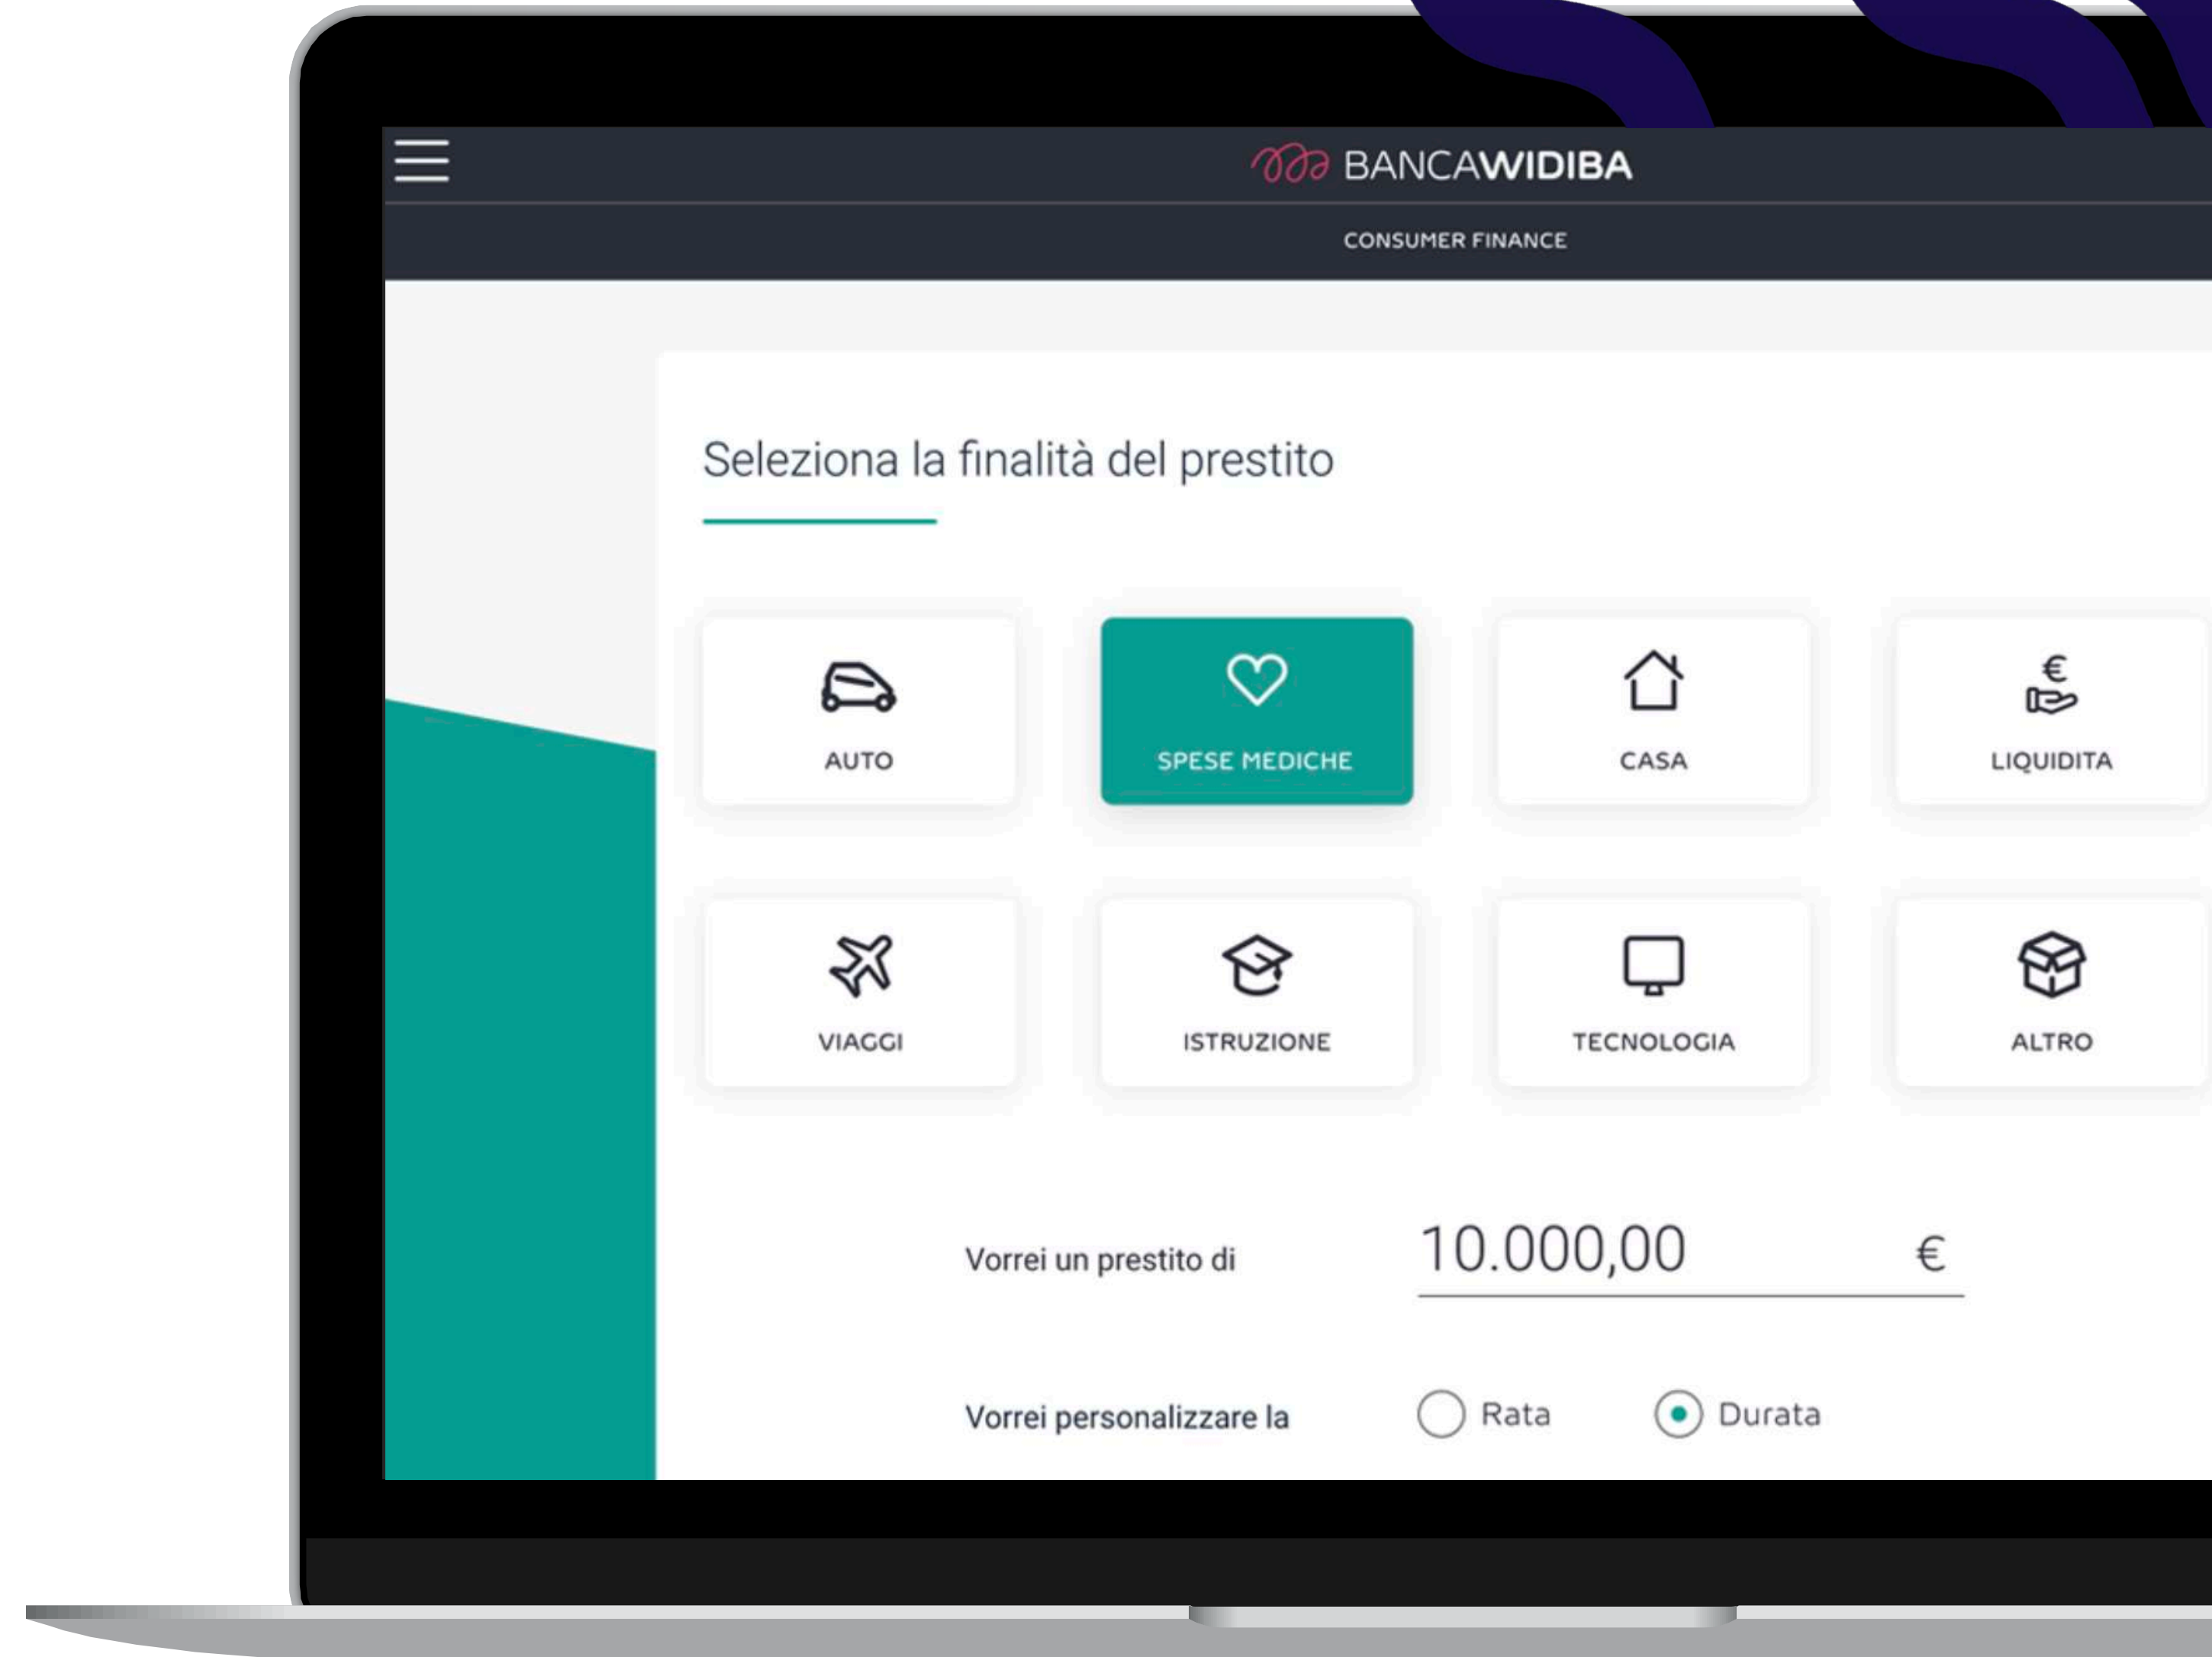 BANCAWIDIBA
CONSUMER FINANCE
Seleziona la finalità del prestito
AUTO
SPESE MEDICHE
CASA
€
LIQUIDITA
VIAGGI
ISTRUZIONE
TECNOLOGIA
ALTRO
Vorrei un prestito di 10.000,00 €
Vorrei personalizzare la Rata Durata